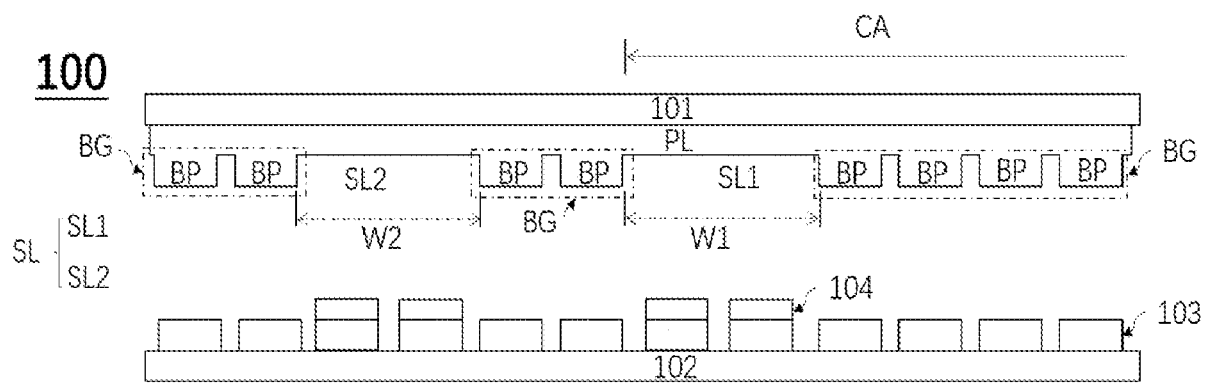 CA
100
101
PL
BG BP BP SL2 BP BP SL1 BP BP BP BP BG
W2 BG W1
SL SL1
SL2
104
103
102